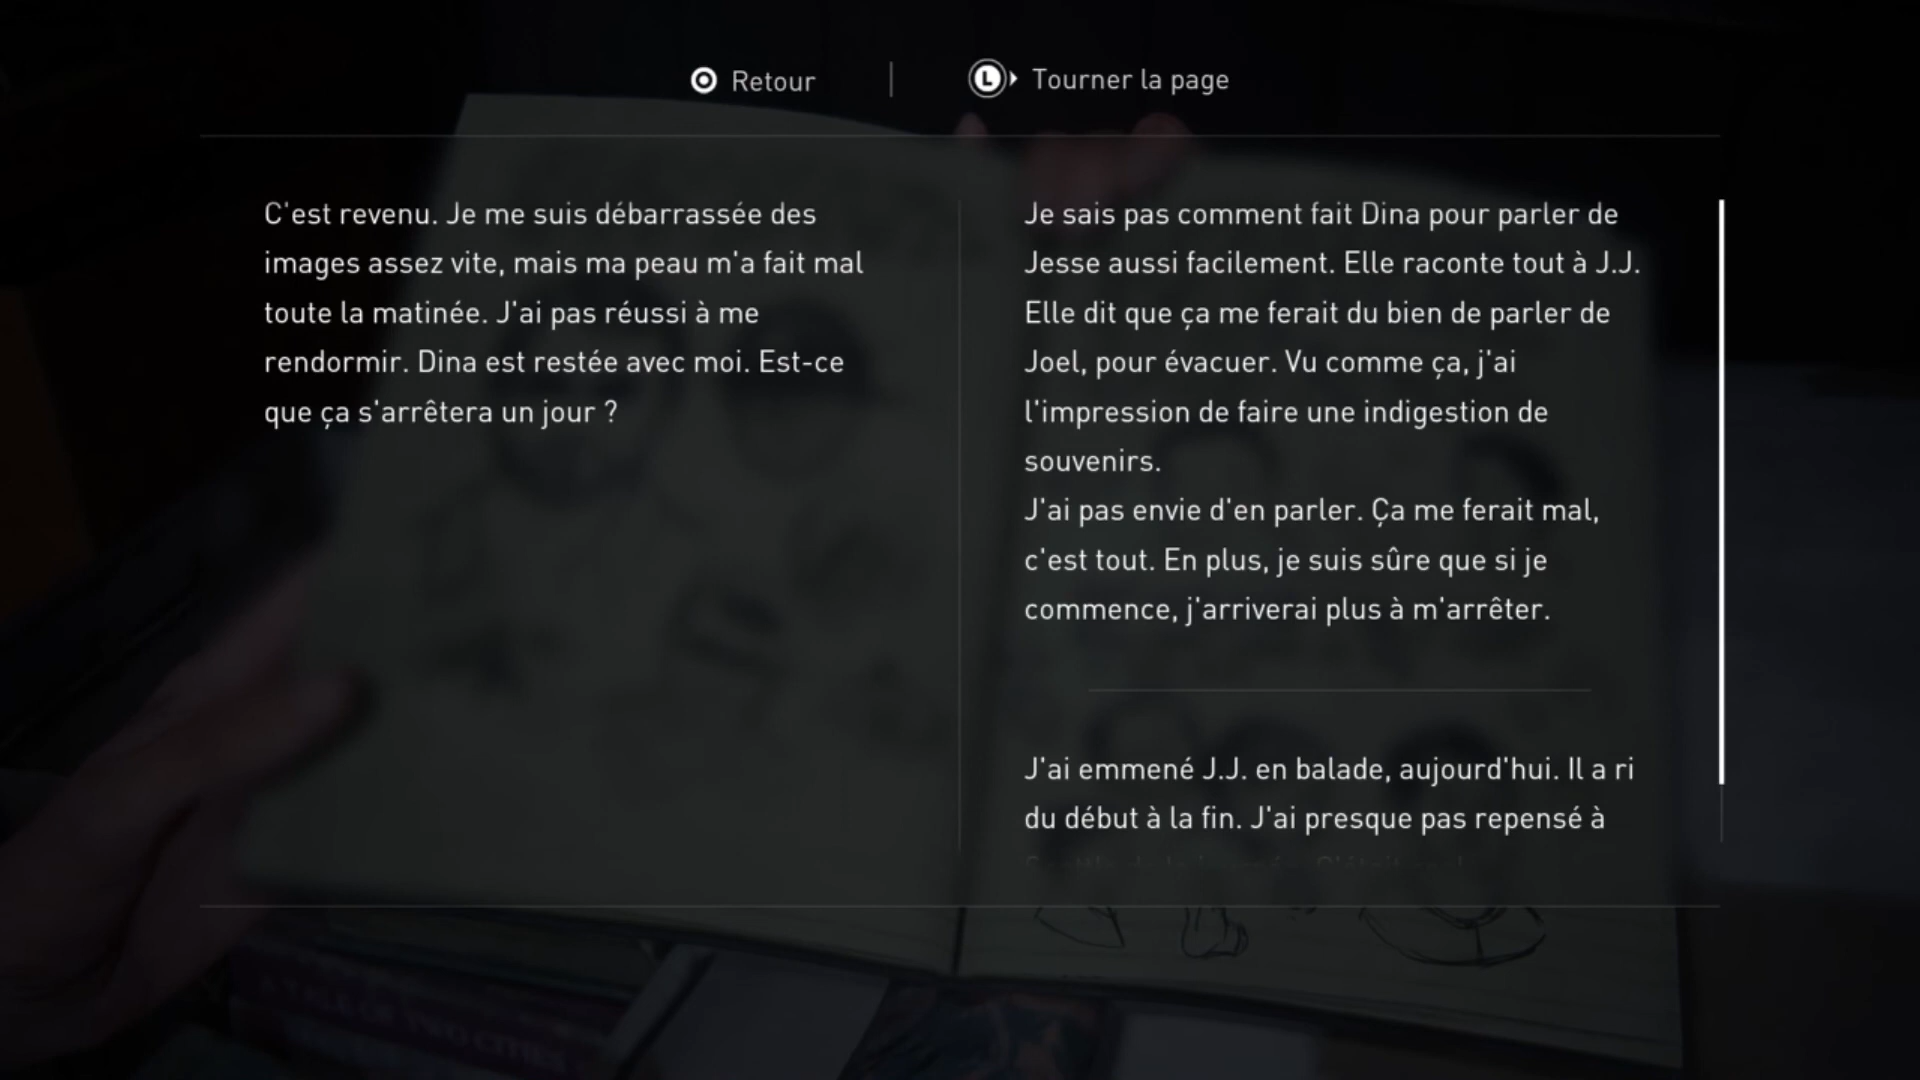 Retour
L
Tourner la page
C'est revenu. Je me suis débarrassée des
images assez vite, mais ma peau m'a fait mal
toute la matinée. J'ai pas réussi à me
rendormir. Dina est restée avec moi. Est-ce
que ça s'arrêtera un jour ?
Je sais pas comment fait Dina pour parler de
Jesse aussi facilement. Elle raconte tout à J.J.
Elle dit que ça me ferait du bien de parler de
Joel, pour évacuer. Vu comme ça, j'ai
l'impression de faire une indigestion de
souvenirs.
J'ai pas envie d'en parler. Ça me ferait mal,
c'est tout. En plus, je suis sûre que si je
commence, j'arriverai plus à m'arrêter.
J'ai emmené J.J. en balade, aujourd'hui. Il a ri
du début à la fin. J'ai presque pas repensé à
A TALE OF TWO CITIES